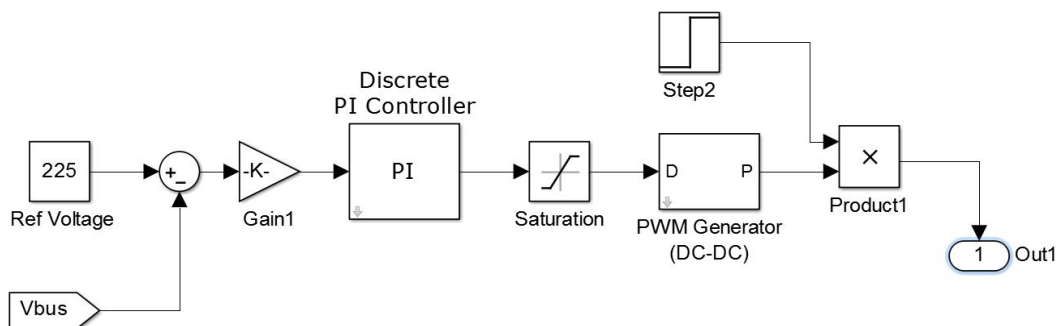 Step2
Discrete
PI Controller
225
+
-
-K-
PI
D
P
×
Ref Voltage
Gain1
Saturation
PWM Generator
(DC-DC)
Product1
1
Out1
Vbus